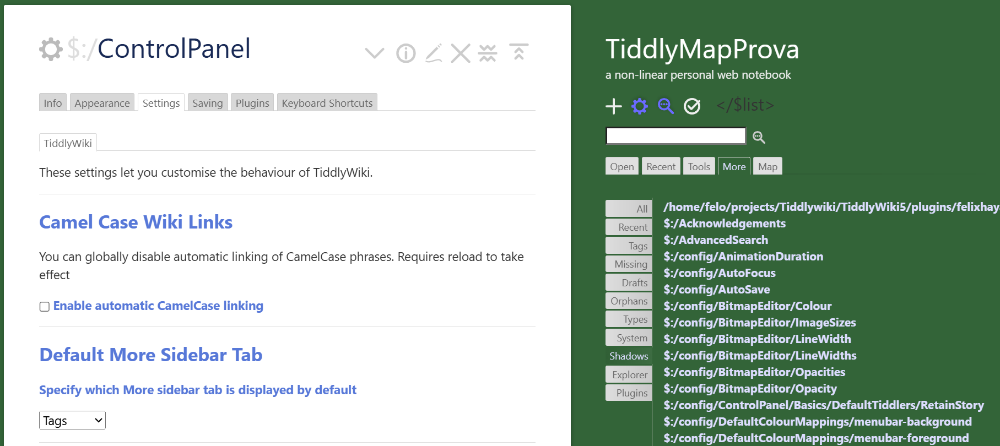 $:/ControlPanel
Info
Appearance
Settings
Saving
Plugins
Keyboard Shortcuts
TiddlyWiki
These settings let you customise the behaviour of TiddlyWiki.
Camel Case Wiki Links
You can globally disable automatic linking of CamelCase phrases. Requires reload to take
effect
Enable automatic CamelCase linking
Default More Sidebar Tab
Specify which More sidebar tab is displayed by default
Tags
TiddlyMapProva
a non-linear personal web notebook
</$list>
Open
Recent
Tools
More
Map
All
Recent
Tags
Missing
Drafts
Orphans
Types
System
Shadows
Explorer
Plugins
/home/felo/projects/Tiddlywiki/TiddlyWiki5/plugins/felixhaya
$:/Acknowledgements
$:/AdvancedSearch
$:/config/AnimationDuration
$:/config/AutoFocus
$:/config/AutoSave
$:/config/BitmapEditor/Colour
$:/config/BitmapEditor/ImageSizes
$:/config/BitmapEditor/LineWidth
$:/config/BitmapEditor/LineWidths
$:/config/BitmapEditor/Opacities
$:/config/BitmapEditor/Opacity
$:/config/ControlPanel/Basics/DefaultTiddlers/RetainStory
$:/config/DefaultColourMappings/menubar-background
$:/config/DefaultColourMappings/menubar-foreground